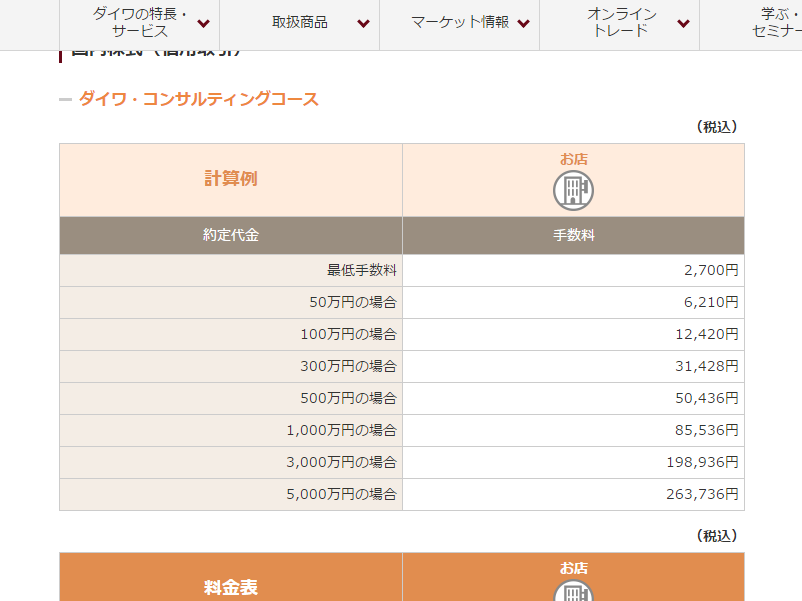 ダイワの特長・
サービス
取扱商品
マーケット情報
オンライン
トレード
学ぶ・
セミナー
国内株式（信用取引）
ダイワ・コンサルティングコース
（税込）
計算例
お店
約定代金
手数料
最低手数料
2,700円
50万円の場合
6,210円
100万円の場合
12,420円
300万円の場合
31,428円
500万円の場合
50,436円
1,000万円の場合
85,536円
3,000万円の場合
198,936円
5,000万円の場合
263,736円
（税込）
料金表
お店